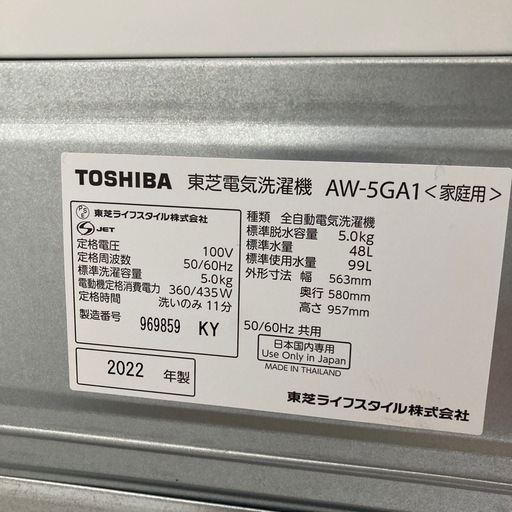 TOSHIBA 東芝電気洗濯機 AW-5GA1<家庭用>
東芝ライフスタイル株式会社
JET
定格電圧 100V
定格周波数 50/60Hz
標準洗濯容量 5.0kg
電動機定格消費電力 360/435W
定格時間 洗いのみ 11分
製造番号 969859 KY
2022 年製
種類 全自動電気洗濯機
標準脱水容量 5.0kg
標準水量 48L
標準使用水量 99L
外形寸法 幅 563mm
奥行 580mm
高さ 957mm
50/60Hz 共用
日本国内専用
Use Only in Japan
MADE IN THAILAND
東芝ライフスタイル株式会社